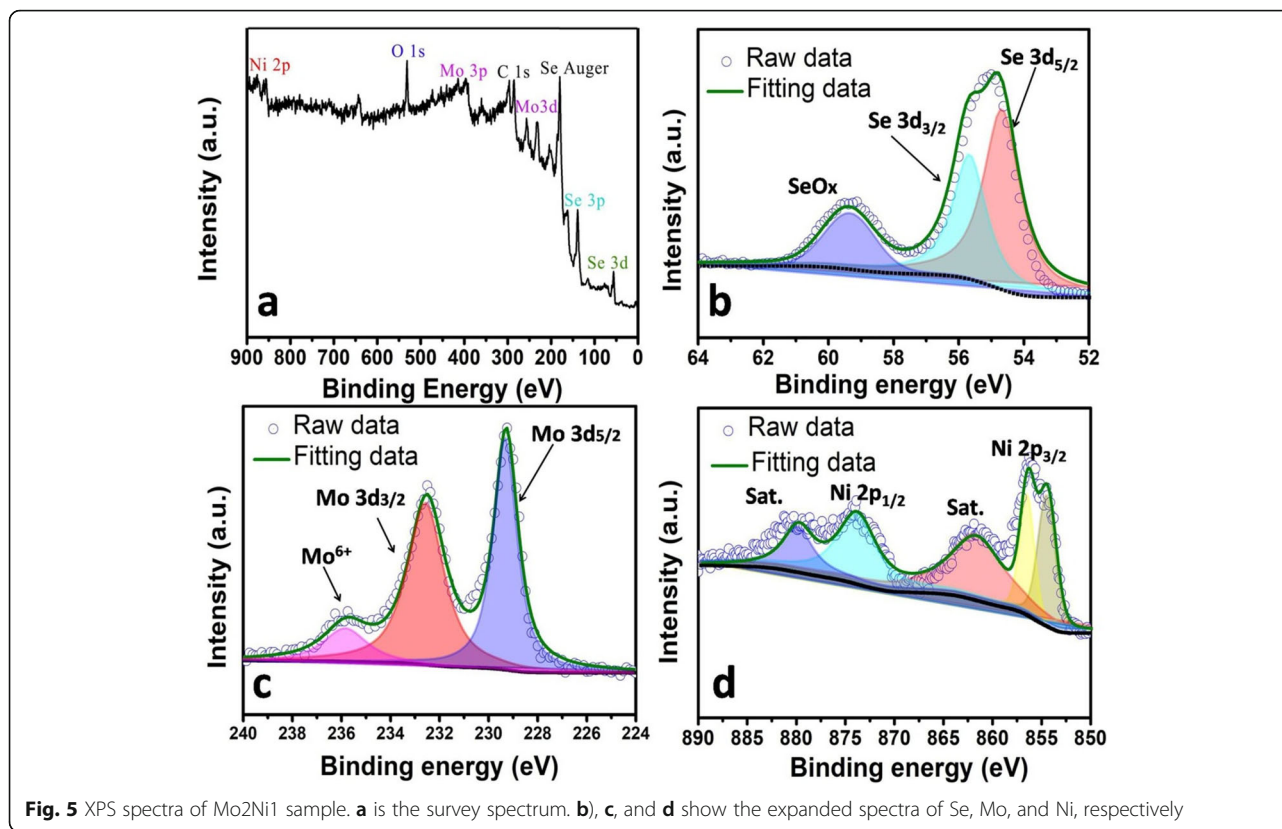 Ni 2p
O 1s
Mo 3p
C 1s
Se Auger
Mo3d
Se 3p
Se 3d
Intensity (a.u.)
a
900 800 700 600 500 400 300 200 100 0
Binding Energy (eV)
Raw data
Fitting data
Se 3d5/2
Se 3d3/2
SeOx
Intensity (a.u.)
b
64 62 60 58 56 54 52
Binding energy (eV)
Raw data
Fitting data
Mo 3d5/2
Mo 3d3/2
Mo6+
Intensity (a.u.)
c
240 238 236 234 232 230 229 228 226 224
Binding energy (eV)
Raw data
Fitting data
Ni 2p3/2
Sat.
Ni 2p1/2
Sat.
Intensity (a.u.)
d
890 885 880 875 870 865 860 855 850
Binding energy (eV)
Fig. 5 XPS spectra of Mo2Ni1 sample. a is the survey spectrum. b), c, and d show the expanded spectra of Se, Mo, and Ni, respectively